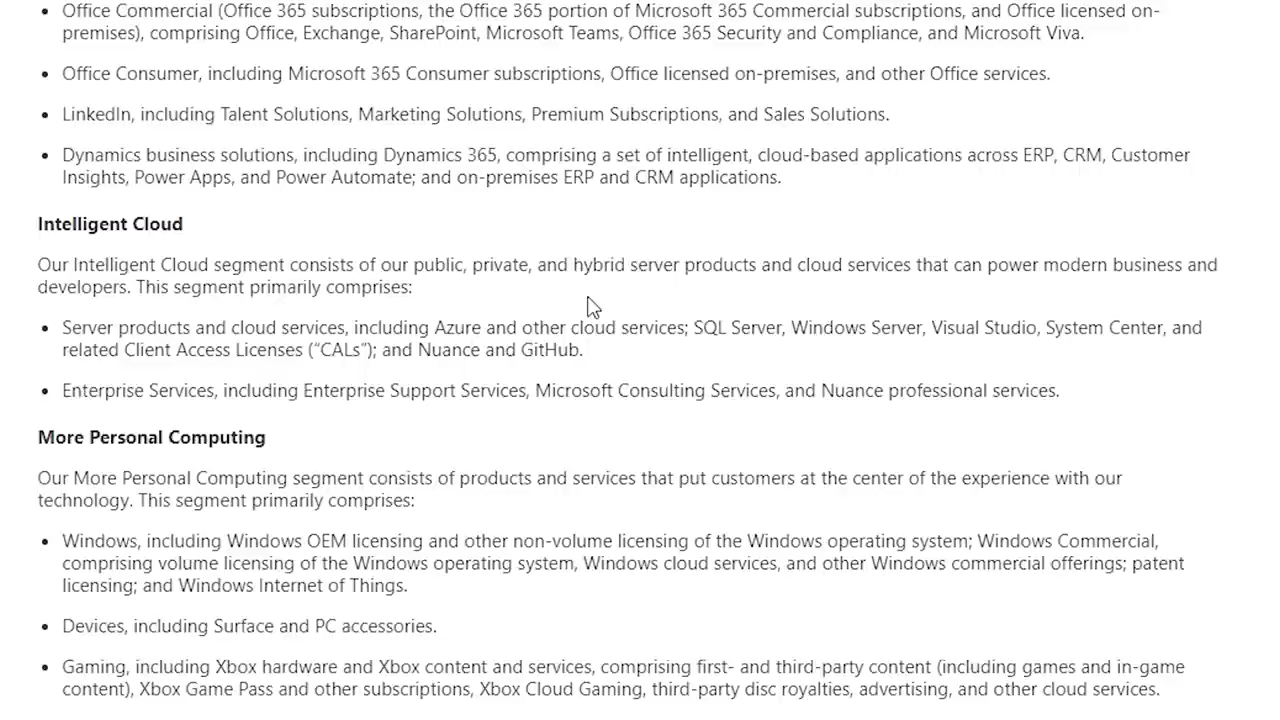 • Office Commercial (Office 365 subscriptions, the Office 365 portion of Microsoft 365 Commercial subscriptions, and Office licensed on-
premises), comprising Office, Exchange, SharePoint, Microsoft Teams, Office 365 Security and Compliance, and Microsoft Viva.
• Office Consumer, including Microsoft 365 Consumer subscriptions, Office licensed on-premises, and other Office services.
• LinkedIn, including Talent Solutions, Marketing Solutions, Premium Subscriptions, and Sales Solutions.
• Dynamics business solutions, including Dynamics 365, comprising a set of intelligent, cloud-based applications across ERP, CRM, Customer
Insights, Power Apps, and Power Automate; and on-premises ERP and CRM applications.
Intelligent Cloud
Our Intelligent Cloud segment consists of our public, private, and hybrid server products and cloud services that can power modern business and
developers. This segment primarily comprises:
• Server products and cloud services, including Azure and other cloud services; SQL Server, Windows Server, Visual Studio, System Center, and
related Client Access Licenses (“CALs”); and Nuance and GitHub.
• Enterprise Services, including Enterprise Support Services, Microsoft Consulting Services, and Nuance professional services.
More Personal Computing
Our More Personal Computing segment consists of products and services that put customers at the center of the experience with our
technology. This segment primarily comprises:
• Windows, including Windows OEM licensing and other non-volume licensing of the Windows operating system; Windows Commercial,
comprising volume licensing of the Windows operating system, Windows cloud services, and other Windows commercial offerings; patent
licensing; and Windows Internet of Things.
• Devices, including Surface and PC accessories.
• Gaming, including Xbox hardware and Xbox content and services, comprising first- and third-party content (including games and in-game
content), Xbox Game Pass and other subscriptions, Xbox Cloud Gaming, third-party disc royalties, advertising, and other cloud services.